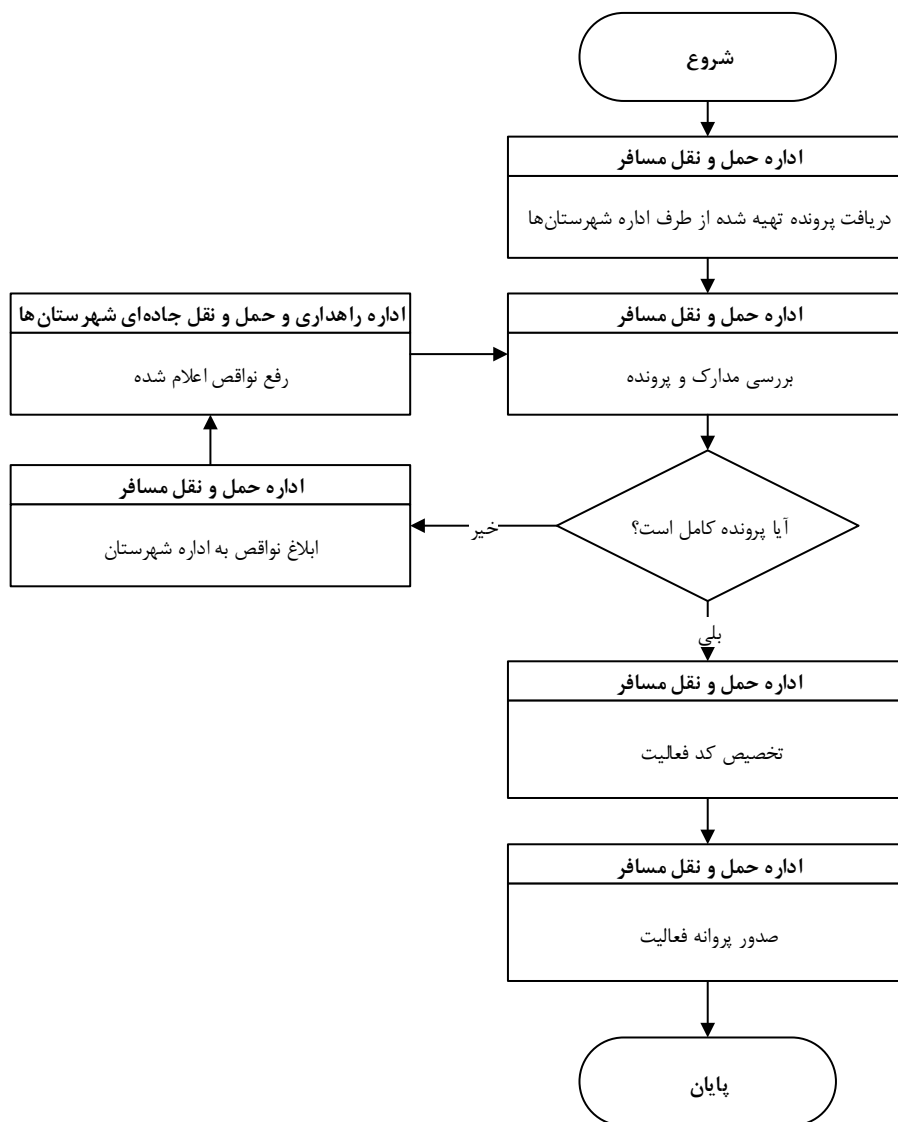 شروع
اداره حمل و نقل مسافر
دریافت پرونده تهیه شده از طرف اداره شهرستان‌ها
اداره راهداری و حمل و نقل جاده‌ای شهرستان‌ها
رفع نواقص اعلام شده
اداره حمل و نقل مسافر
بررسی مدارک و پرونده
اداره حمل و نقل مسافر
ابلاغ نواقص به اداره شهرستان
خیر
آیا پرونده کامل است؟
بلی
اداره حمل و نقل مسافر
تخصیص کد فعالیت
اداره حمل و نقل مسافر
صدور پروانه فعالیت
پایان